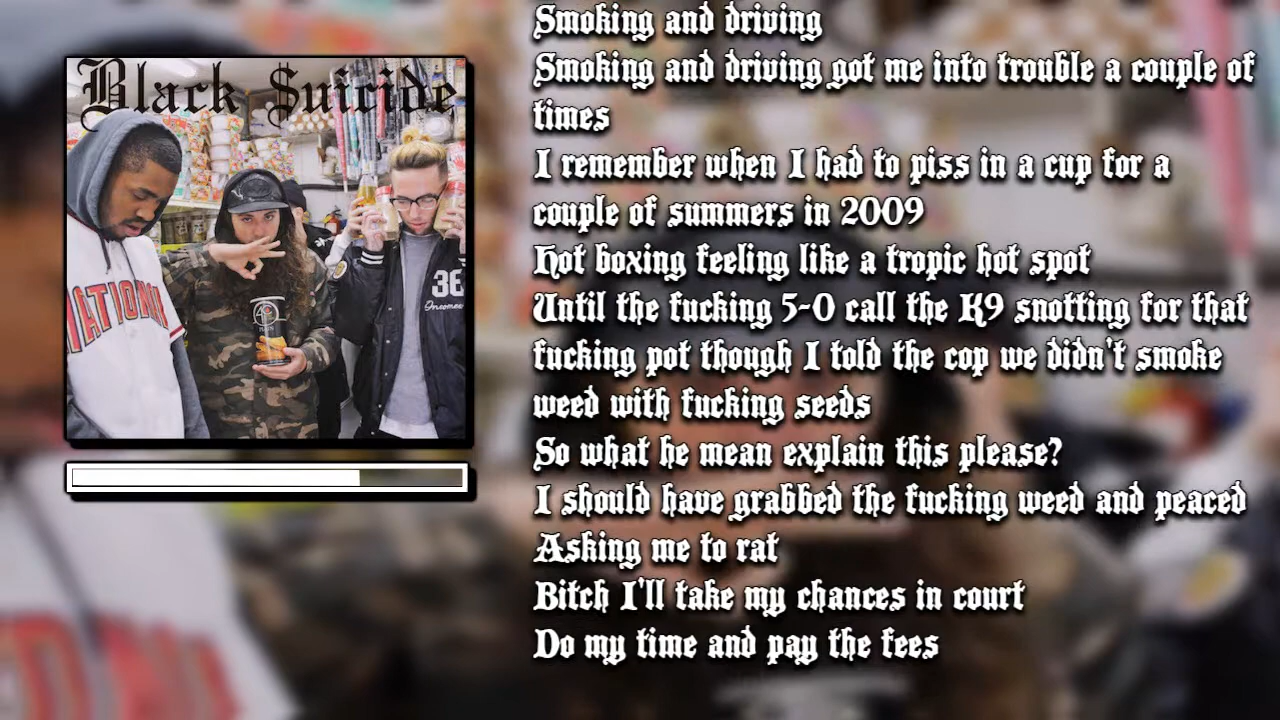 Black $uicide
NATIONAL
36
Oncomee
Smoking and driving
Smoking and driving got me into trouble a couple of
times
I remember when I had to piss in a cup for a
couple of summers in 2009
Hot boxing feeling like a tropic hot spot
Until the fucking 5-0 call the K9 snotting for that
fucking pot though I told the cop we didn't smoke
weed with fucking seeds
So what he mean explain this please?
I should have grabbed the fucking weed and peaced
Asking me to rat
Bitch I'll take my chances in court
Do my time and pay the fees